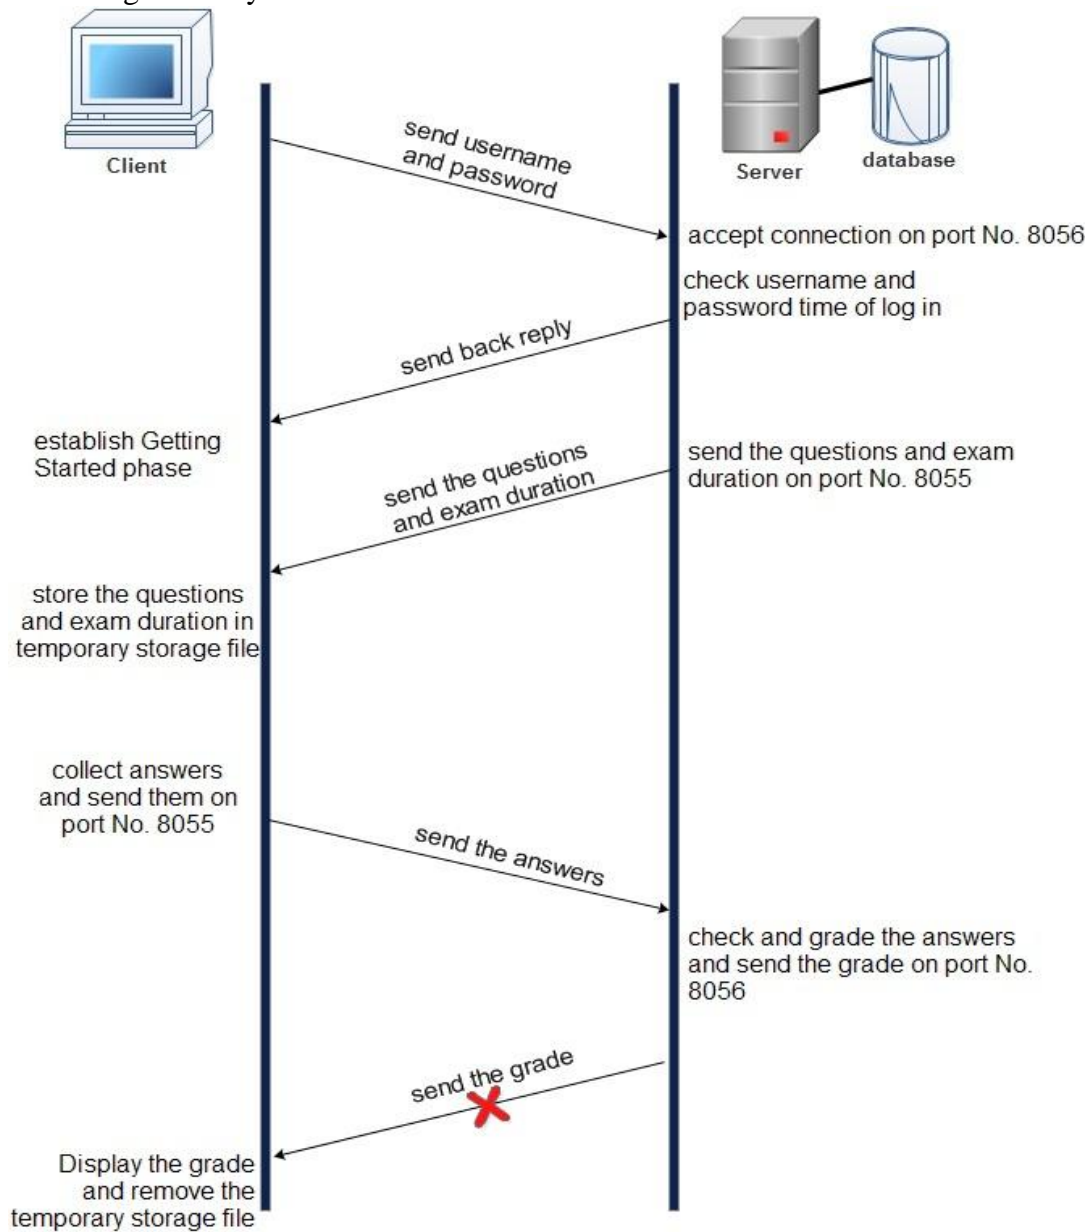 Client
Server
database
send username
and password
accept connection on port No. 8056
check username and
password time of log in
send back reply
establish Getting
Started phase
send the questions and exam
duration on port No. 8055
send the questions
and exam duration
store the questions
and exam duration in
temporary storage file
collect answers
and send them on
port No. 8055
send the answers
check and grade the answers
and send the grade on port No.
8056
send the grade
Display the grade
and remove the
temporary storage file